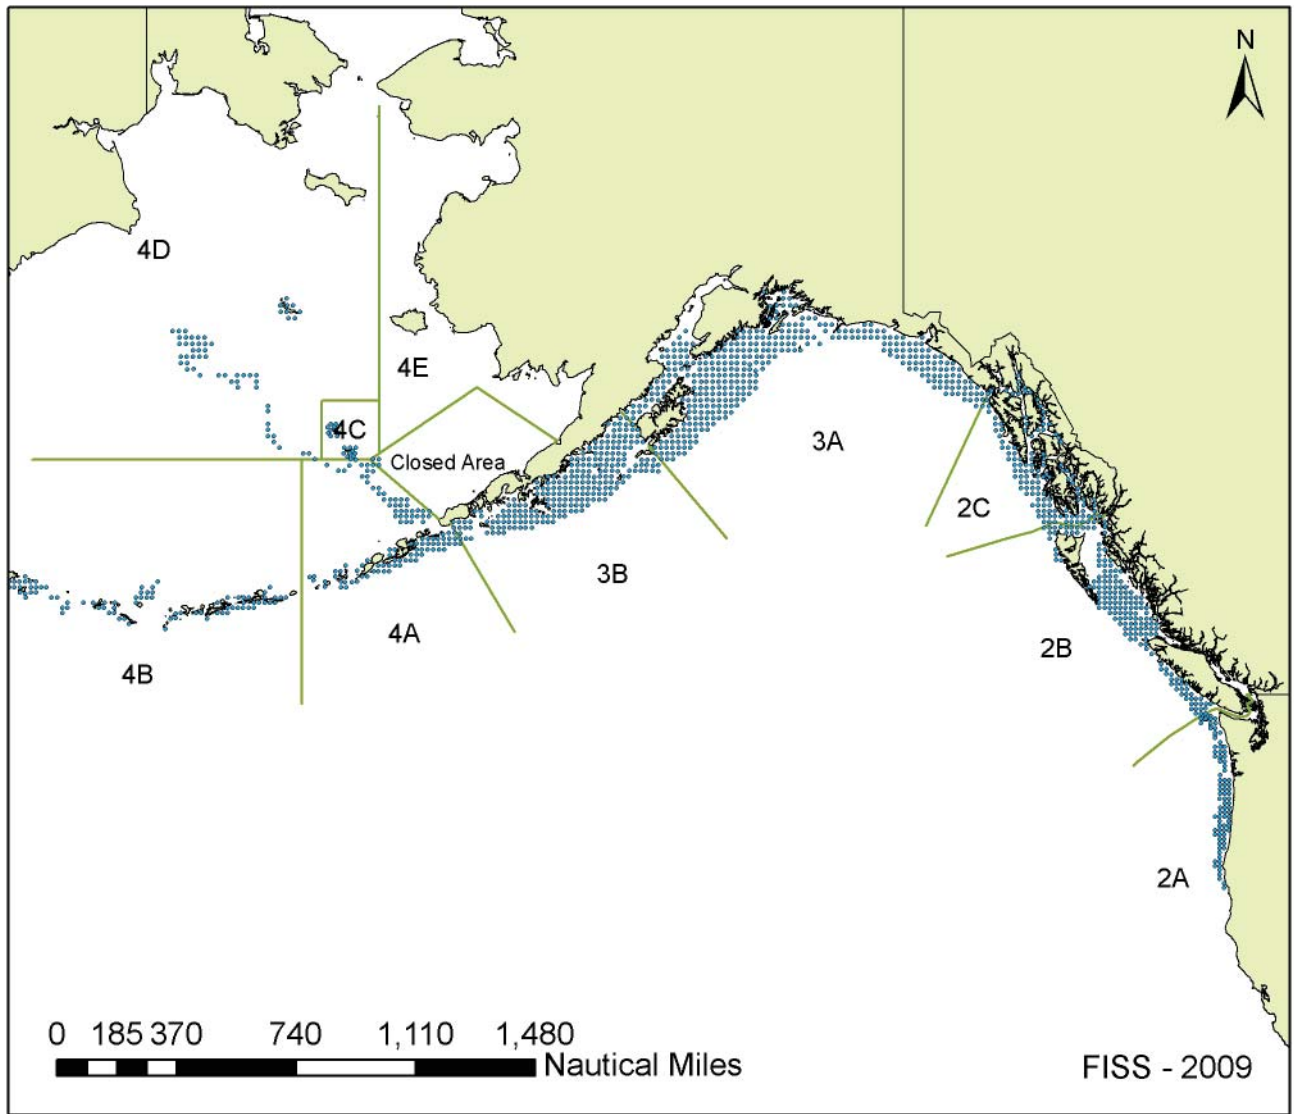 N
4D
4E
4C
Closed Area
3A
2C
3B
4A
2B
4B
2A
0 185 370 740 1,110 1,480
Nautical Miles
FISS - 2009